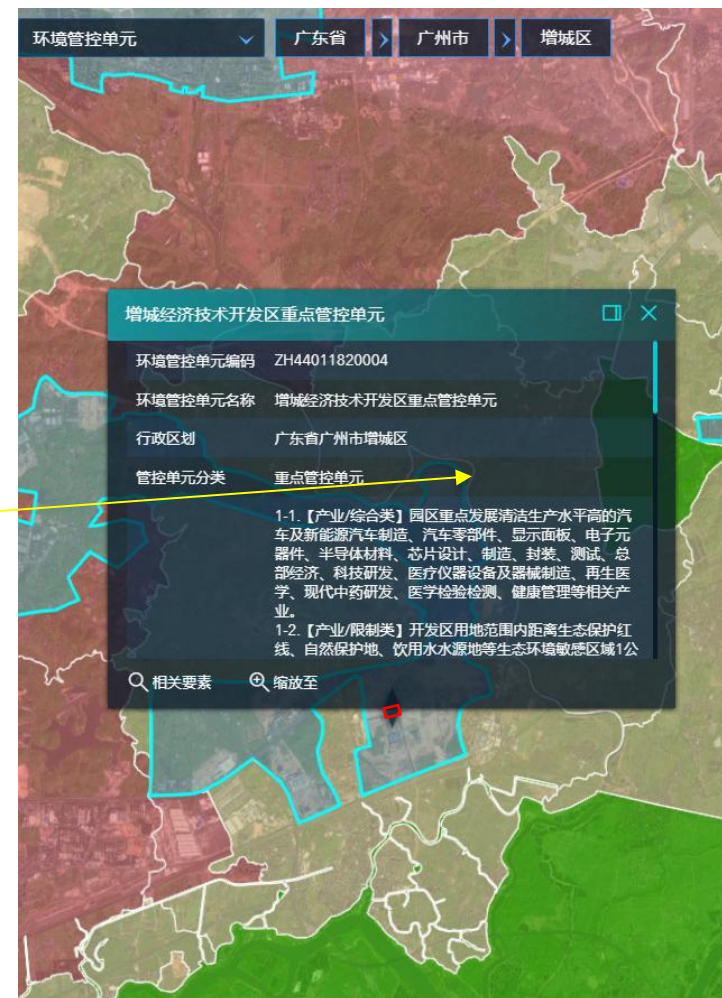 环境管控单元 广东省 > 广州市 > 增城区
增城经济技术开发区重点管控单元
环境管控单元编码 ZH44011820004
环境管控单元名称 增城经济技术开发区重点管控单元
行政区划 广东省广州市增城区
管控单元分类 重点管控单元
1-1.【产业/综合类】园区重点发展清洁生产水平高的汽
车及新能源汽车制造、汽车零部件、显示面板、电子元
器件、半导体材料、芯片设计、制造、封装、测试、总
部经济、科技研发、医疗仪器设备及器械制造、再生医
学、现代中药研发、医学检验检测、健康管理等相关产
业。
1-2.【产业/限制类】开发区用地范围内距离生态保护红
线、自然保护地、饮用水水源地等生态环境敏感区域1公
相关要素 缩放至